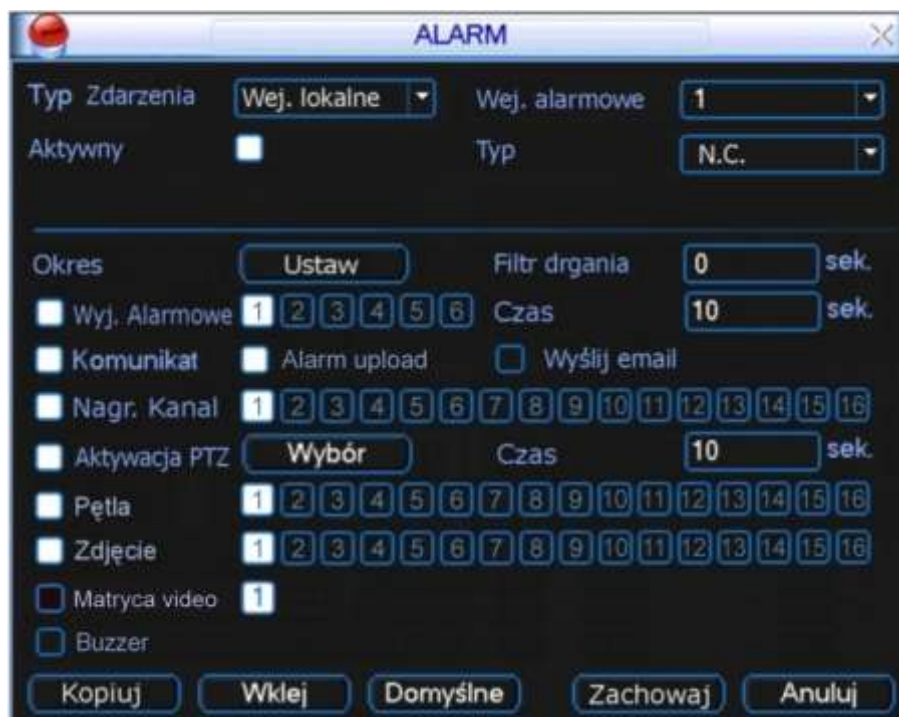 ALARM
Typ Zdarzenia Wej. lokalne Wej. alarmowe 1
Aktywny Typ N.C.
Okres Ustaw Filtr drgania 0 sek.
Wyj. Alarmowe 1 2 3 4 5 6 Czas 10 sek.
Komunikat Alarm upload Wyślij email
Nagr. Kanał 1 2 3 4 5 6 7 8 9 10 11 12 13 14 15 16
Aktywacja PTZ Wybór Czas 10 sek.
Pętla 1 2 3 4 5 6 7 8 9 10 11 12 13 14 15 16
Zdjęcie 1 2 3 4 5 6 7 8 9 10 11 12 13 14 15 16
Matryca video 1
Buzzer
Kopiuj Wklej Domyślne Zachowaj Anuluj